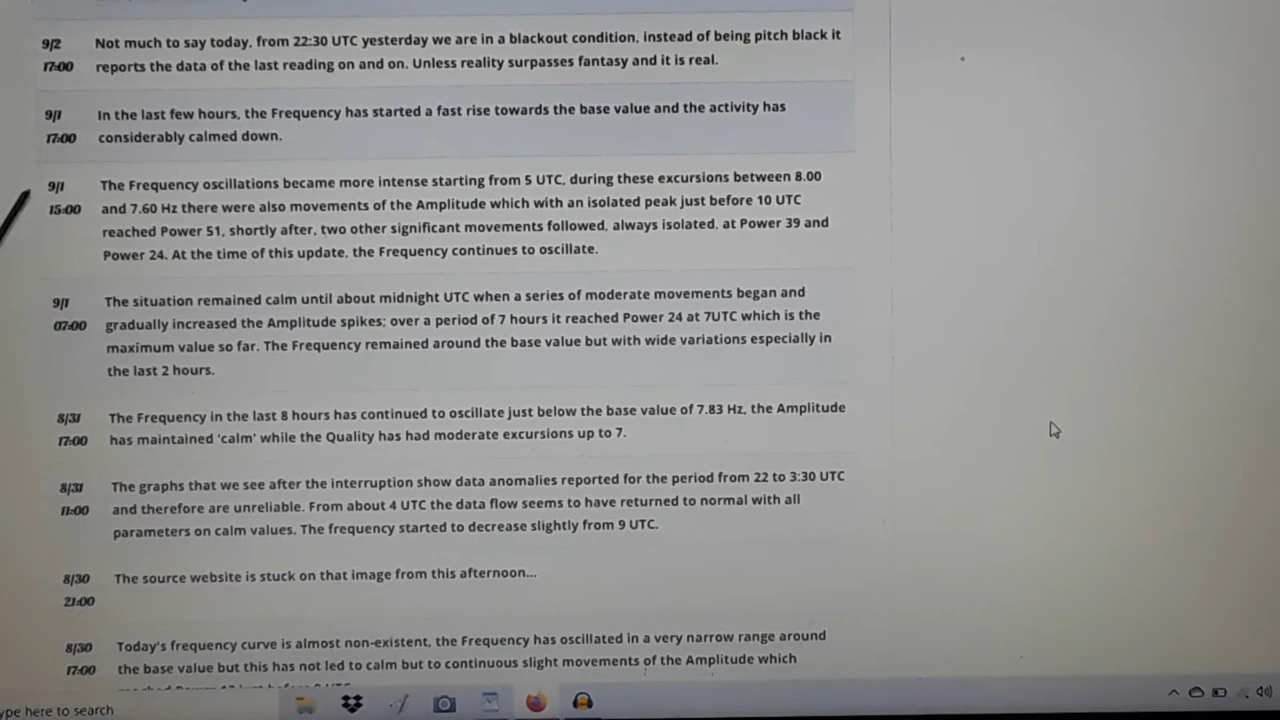 9/2 Not much to say today, from 22:30 UTC yesterday we are in a blackout condition, instead of being pitch black it
17:00 reports the data of the last reading on and on. Unless reality surpasses fantasy and it is real.
9/1 In the last few hours, the Frequency has started a fast rise towards the base value and the activity has
17:00 considerably calmed down.
9/1 The Frequency oscillations became more intense starting from 5 UTC, during these excursions between 8.00
15:00 and 7.60 Hz there were also movements of the Amplitude which with an isolated peak just before 10 UTC
reached Power 51, shortly after, two other significant movements followed, always isolated, at Power 39 and
Power 24. At the time of this update, the Frequency continues to oscillate.
9/1 The situation remained calm until about midnight UTC when a series of moderate movements began and
07:00 gradually increased the Amplitude spikes; over a period of 7 hours it reached Power 24 at 7UTC which is the
maximum value so far. The Frequency remained around the base value but with wide variations especially in
the last 2 hours.
8/31 The Frequency in the last 8 hours has continued to oscillate just below the base value of 7.83 Hz, the Amplitude
17:00 has maintained 'calm' while the Quality has had moderate excursions up to 7.
8/31 The graphs that we see after the interruption show data anomalies reported for the period from 22 to 3:30 UTC
11:00 and therefore are unreliable. From about 4 UTC the data flow seems to have returned to normal with all
parameters on calm values. The frequency started to decrease slightly from 9 UTC.
8/30 The source website is stuck on that image from this afternoon...
21:00
8/30 Today's frequency curve is almost non-existent, the Frequency has oscillated in a very narrow range around
17:00 the base value but this has not led to calm but to continuous slight movements of the Amplitude which
ype here to search